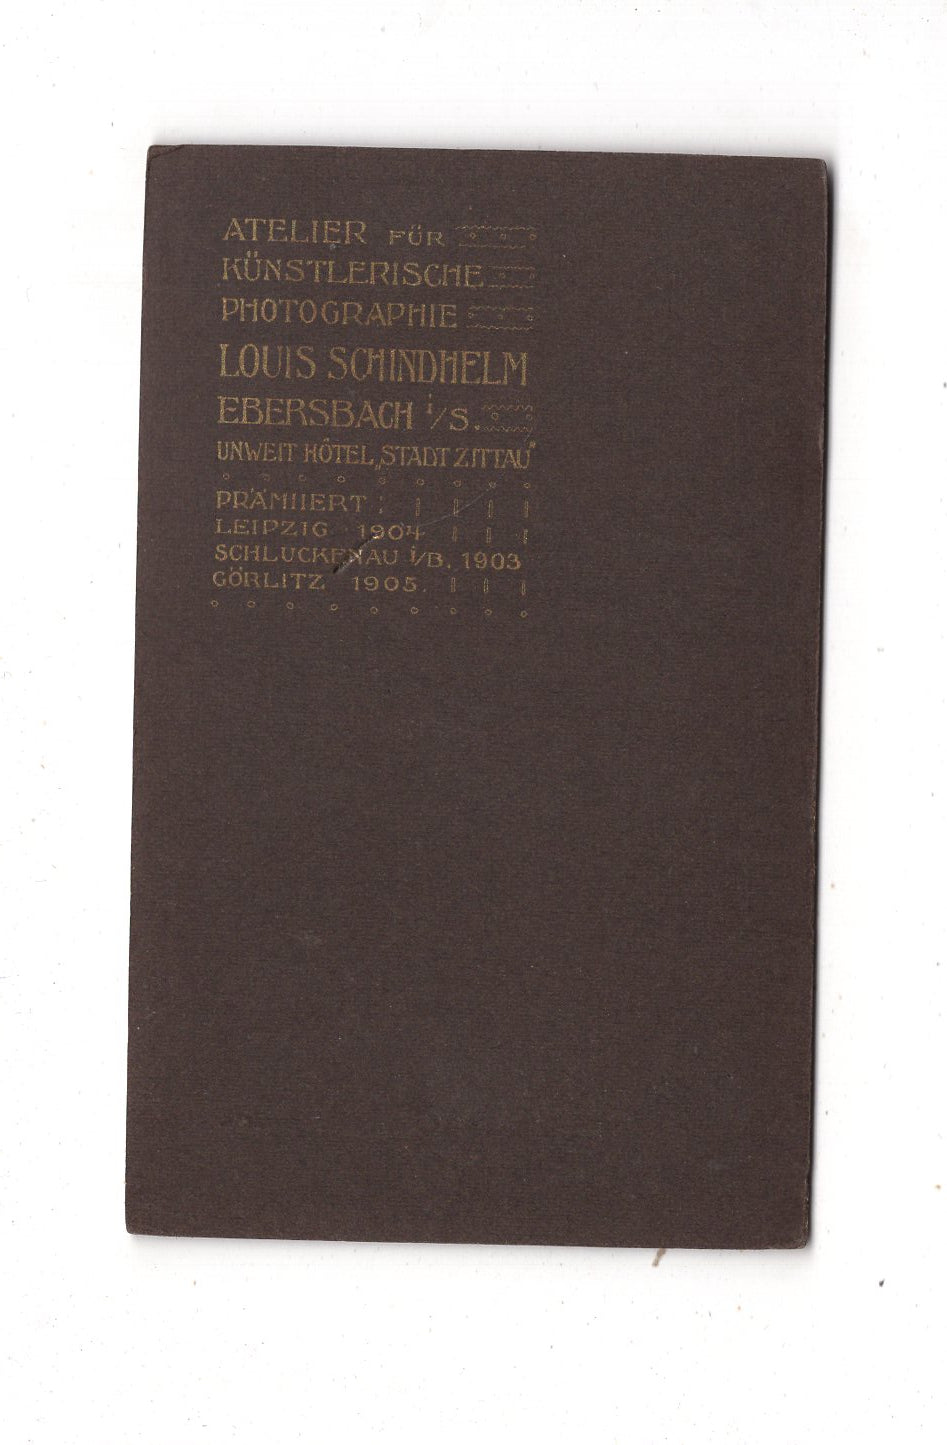 ATELIER FÜR
KÜNSTLERISCHE
PHOTOGRAPHIE
LOUIS SCHINDHELM
EBERSBACH i/S.
UNWEIT HÔTEL „STADT ZITTAU"
PRÄMIIERT:
LEIPZIG 1904
SCHLUCKENAU i/B. 1903
GÖRLITZ 1905.